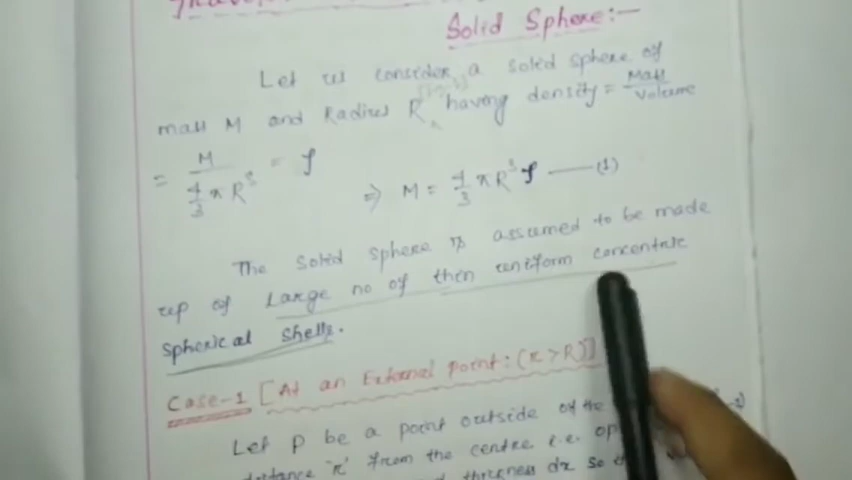 Solid Sphere:-
Let us consider a solid sphere of
mass M and Radius R having density = Mass / Volume
= M / (4/3 π R³) = ρ
⇒ M = 4/3 π R³ ρ —— (1)
The solid sphere is assumed to be made
up of Large no of thin uniform concentric
spherical shells.
Case-1 [At an External point: (r > R)]
Let P be a point outside of the
distance 'r' from the centre i.e. OP
thickness dx so